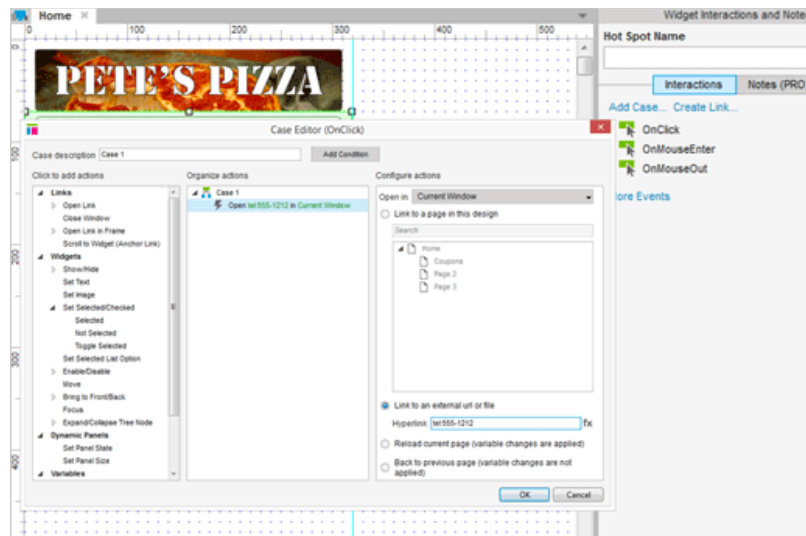 Home
Widget Interactions and Note
0 100 200 300 400 500
Hot Spot Name
PETE'S PIZZA
Interactions Notes (PRO
Add Case... Create Link...
OnClick
OnMouseEnter
OnMouseOut
ore Events
0
100
200
300
400
Case Editor (OnClick)
Case description Case 1 Add Condition
Click to add actions
Links
Open Link
Close Window
Open Link in Frame
Scroll to Widget (Anchor Link)
Widgets
Show/Hide
Set Text
Set Image
Set Selected/Checked
Selected
Not Selected
Toggle Selected
Set Selected List Option
Enable/Disable
Move
Bring to Front/Back
Focus
Expand/Collapse Tree Node
Dynamic Panels
Set Panel State
Set Panel Size
Variables
Organize actions
Case 1
Open tel:555-1212 in Current Window
Configure actions
Open in Current Window
Link to a page in this design
Search
Home
Coupons
Page 2
Page 3
Link to an external url or file
Hyperlink tel:555-1212 fx
Reload current page (variable changes are applied)
Back to previous page (variable changes are not
applied)
OK Cancel